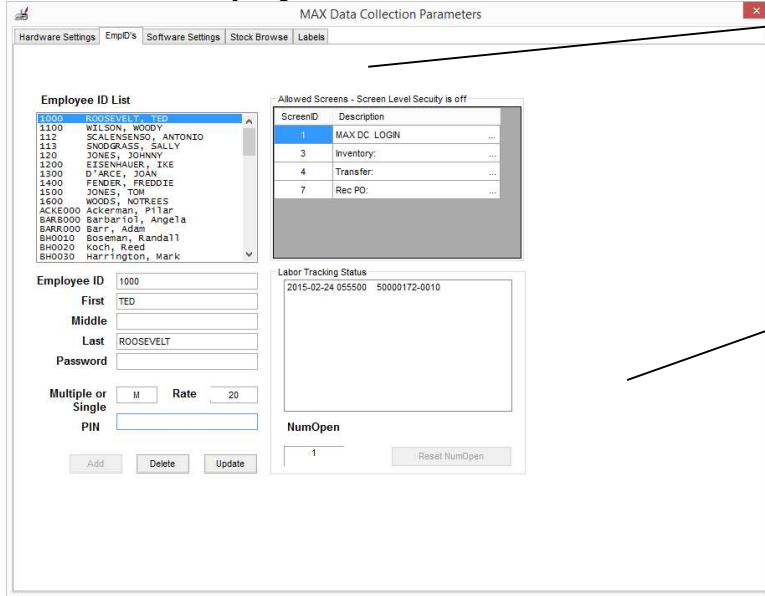 MAX Data Collection Parameters
Hardware Settings EmpID's Software Settings Stock Browse Labels
Employee ID List
1000 ROOSEVELT, TED
1100 WILSON, WOODY
112 SCALENSENSO, ANTONIO
113 SNODGRASS, SALLY
120 JONES, JOHNNY
1200 EISENHAUER, IKE
1300 D'ARCE, JOAN
1400 FENDER, FREDDIE
1500 JONES, TOM
1600 WOODS, NOTREES
ACKE000 Ackerman, Pilar
BARB000 Barbariol, Angela
BARR000 Barr, Adam
BH0010 Boseman, Randall
BH0020 Koch, Reed
BH0030 Harrington, Mark
Allowed Screens - Screen Level Secuity is off
ScreenID Description
1 MAX DC LOGIN ...
3 Inventory: ...
4 Transfer: ...
7 Rec PO: ...
Employee ID 1000
First TED
Middle
Last ROOSEVELT
Password
Multiple or Single M Rate 20
PIN
Add Delete Update
Labor Tracking Status
2015-02-24 055500 50000172-0010
NumOpen
1 Reset NumOpen